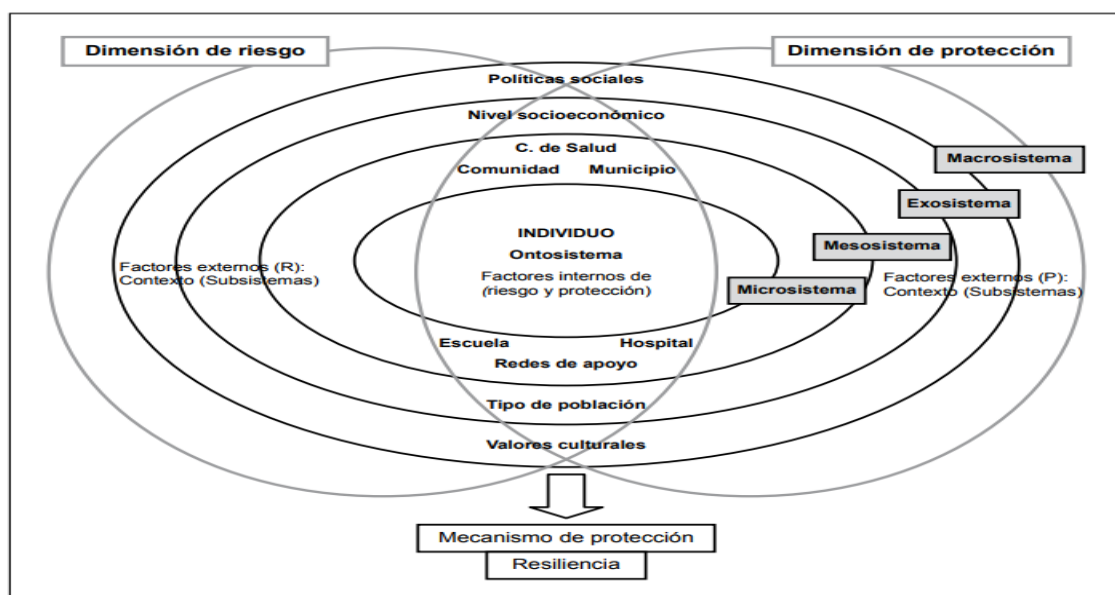 Dimensión de riesgo
Dimensión de protección
Políticas sociales
Nivel socioeconómico
C. de Salud
Comunidad Municipio
Macrosistema
Exosistema
Mesosistema
Microsistema
INDIVIDUO
Ontosistema
Factores internos de
(riesgo y protección)
Factores externos (R):
Contexto (Subsistemas)
Factores externos (P):
Contexto (Subsistemas)
Escuela Hospital
Redes de apoyo
Tipo de población
Valores culturales
Mecanismo de protección
Resiliencia